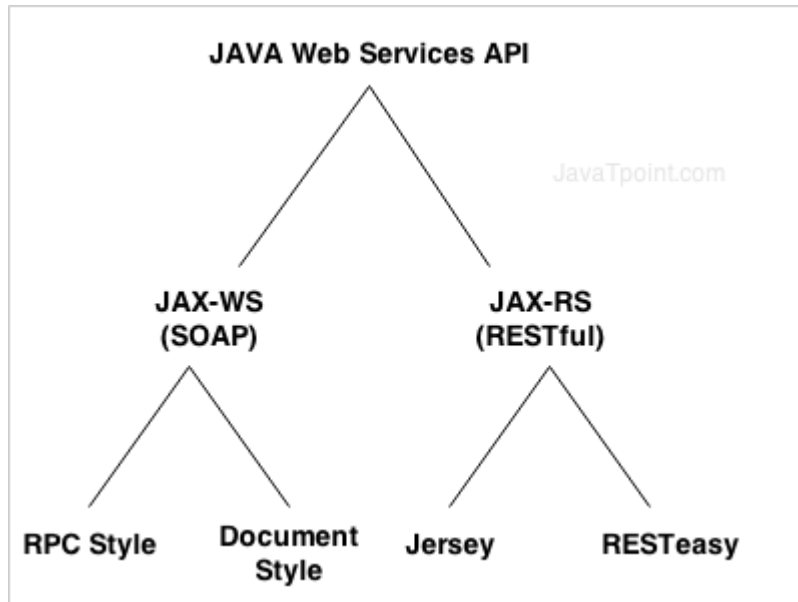 JAVA Web Services API
JavaTpoint.com
JAX-WS
(SOAP)
JAX-RS
(RESTful)
RPC Style
Document
Style
Jersey
RESTeasy